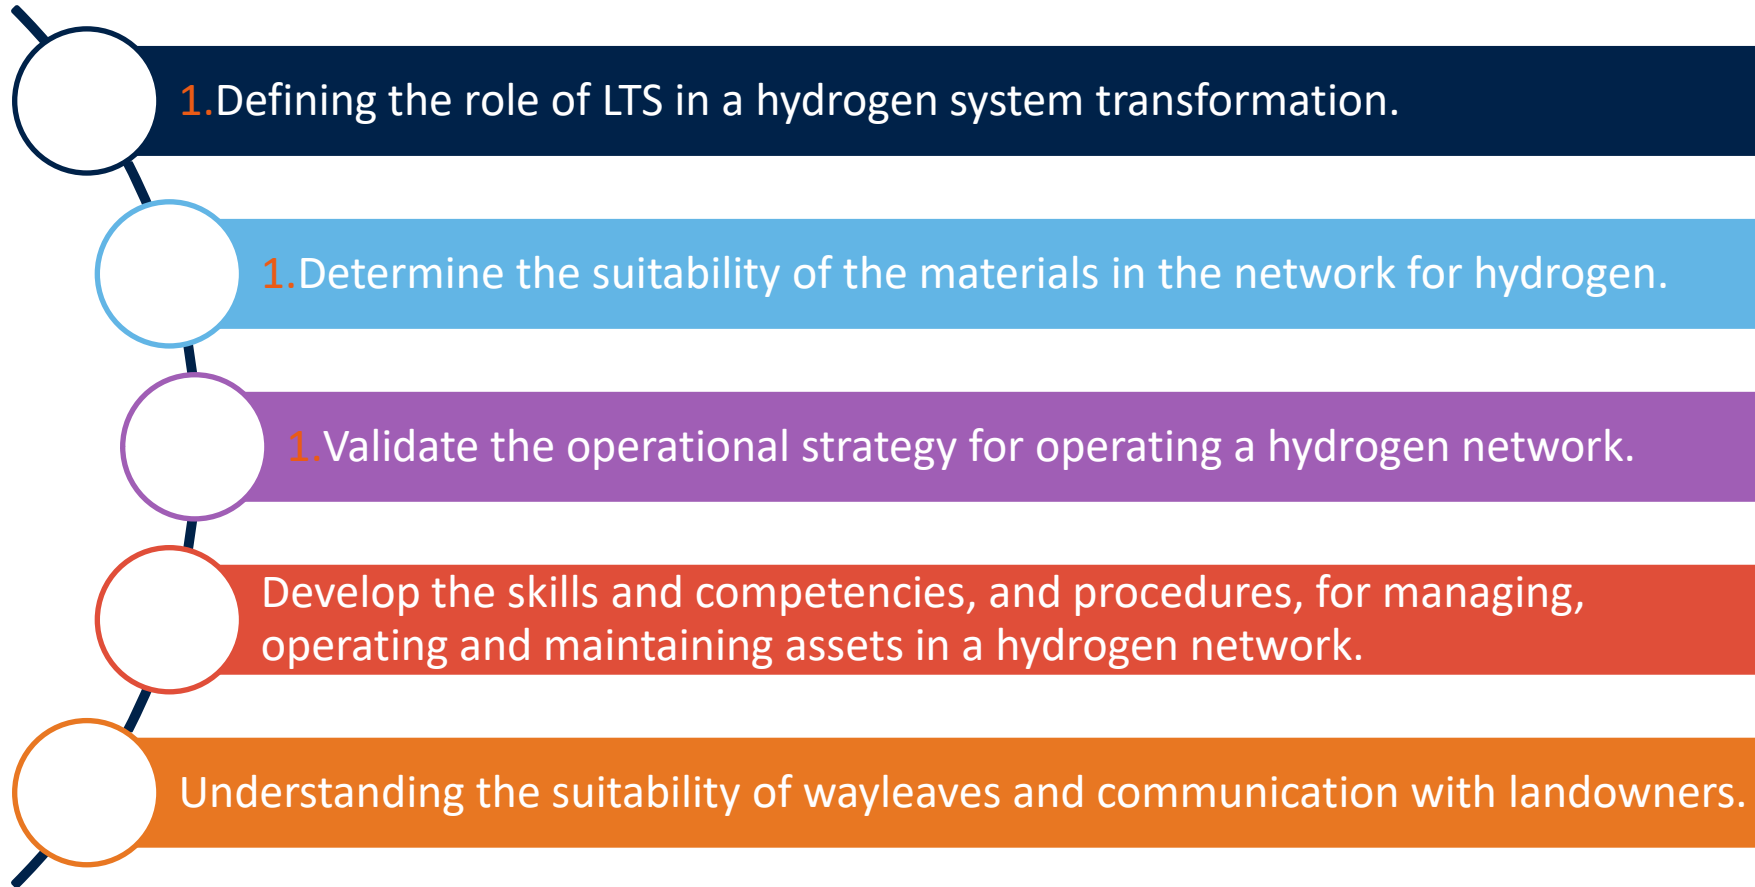 1.Defining the role of LTS in a hydrogen system transformation.
1.Determine the suitability of the materials in the network for hydrogen.
1.Validate the operational strategy for operating a hydrogen network.
Develop the skills and competencies, and procedures, for managing,
operating and maintaining assets in a hydrogen network.
Understanding the suitability of wayleaves and communication with landowners.